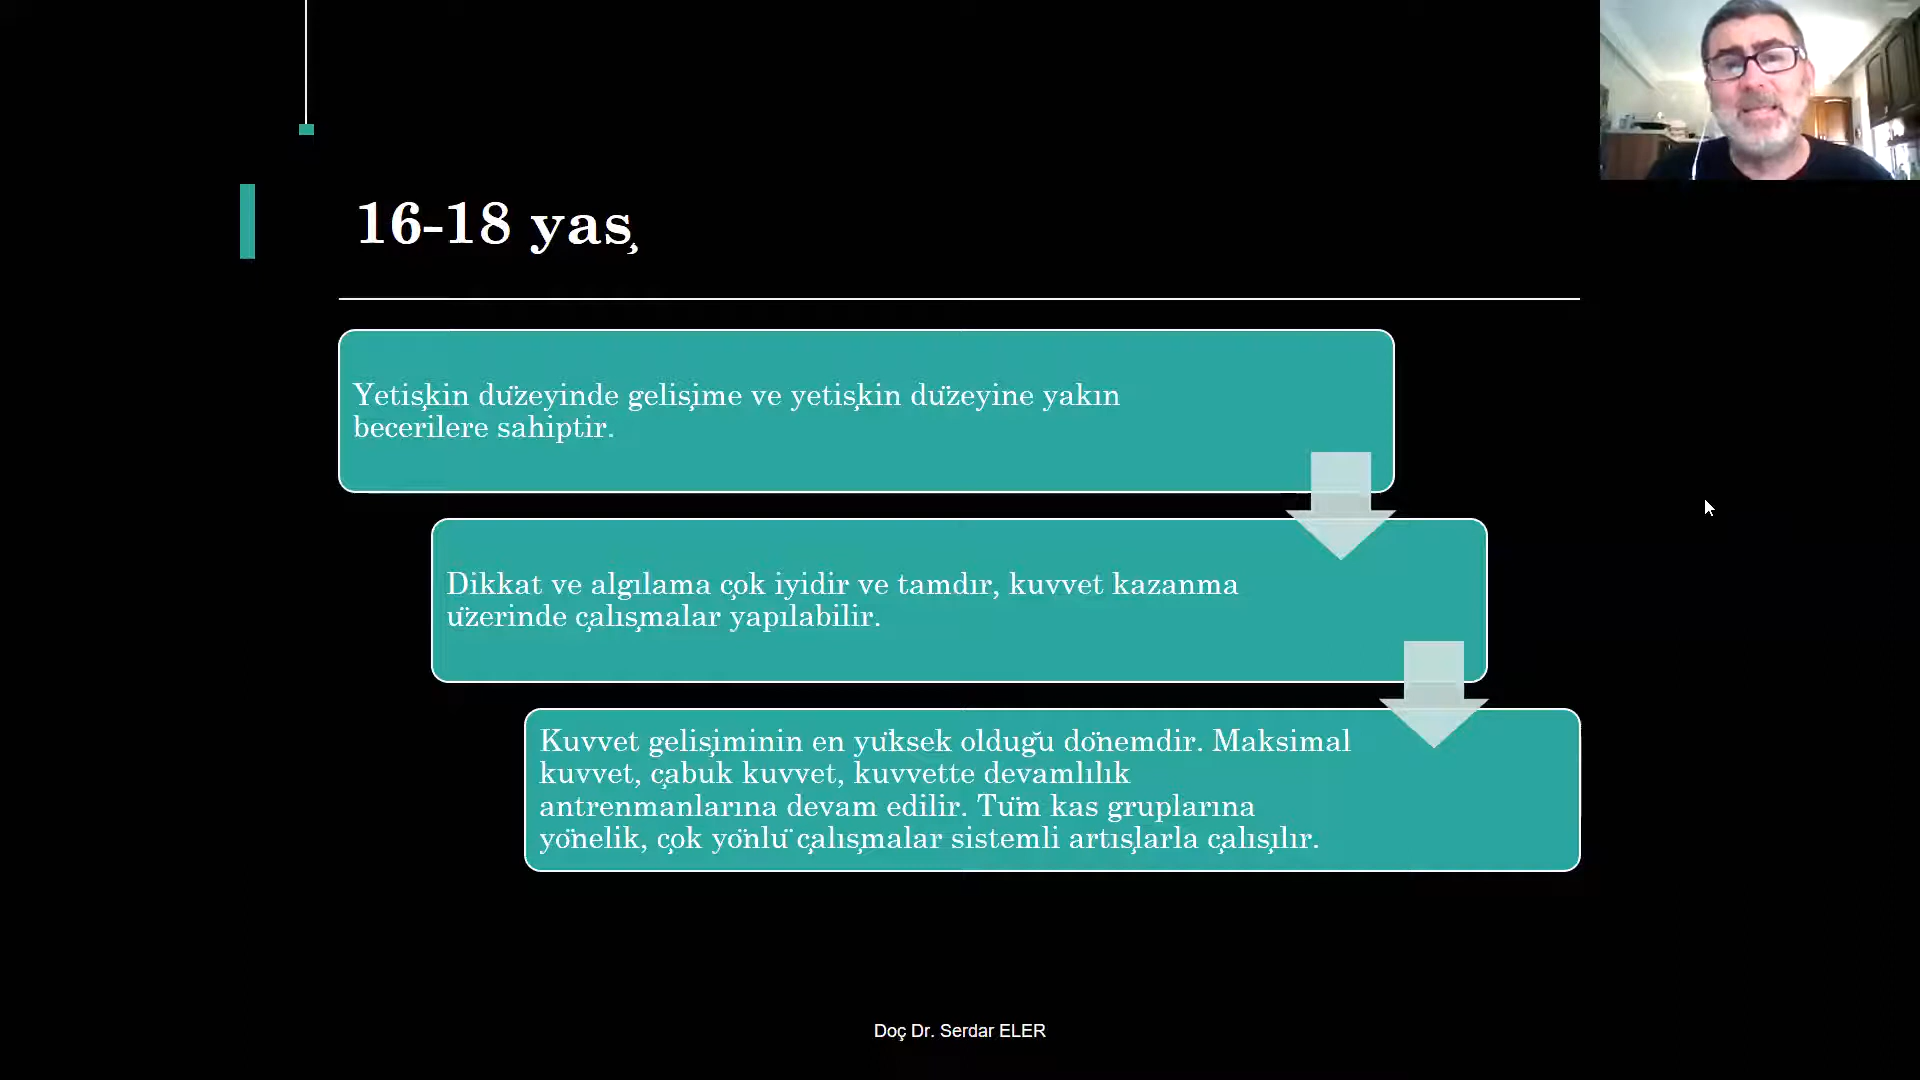 16-18 yaş
Yetişkin düzeyinde gelişime ve yetişkin düzeyine yakın
becerilere sahiptir.
Dikkat ve algılama çok iyidir ve tamdır, kuvvet kazanma
üzerinde çalışmalar yapılabilir.
Kuvvet gelişiminin en yüksek olduğu dönemdir. Maksimal
kuvvet, çabuk kuvvet, kuvvette devamlılık
antrenmanlarına devam edilir. Tüm kas gruplarına
yönelik, çok yönlü çalışmalar sistemli artışlarla çalışılır.
Doç Dr. Serdar ELER